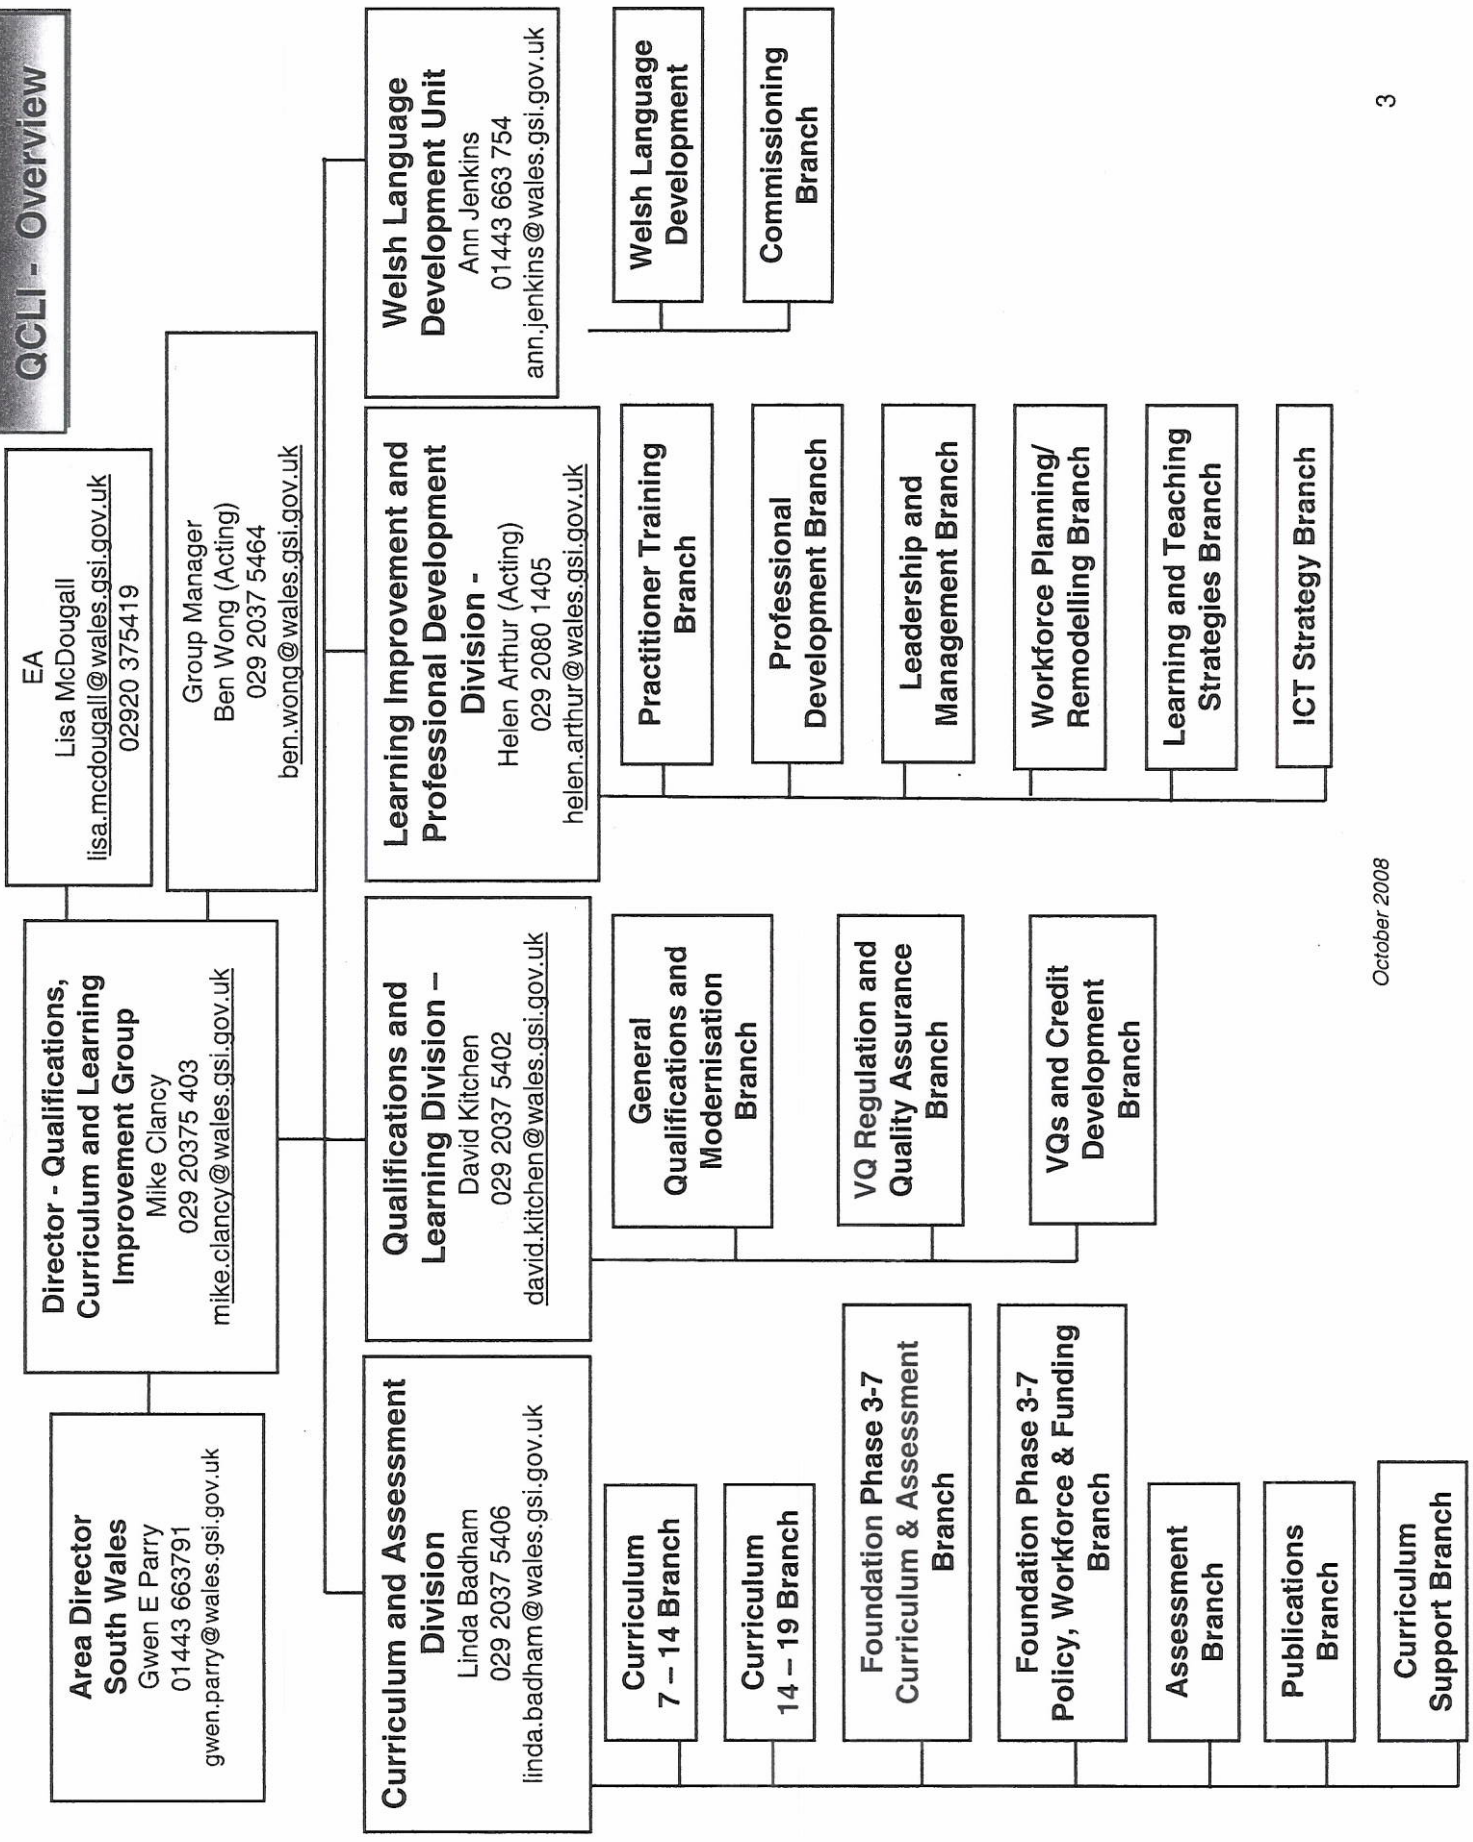 QCLI - Overview
EA
Lisa McDougall
lisa.mcdougall@wales.gsi.gov.uk
02920 375419
Director - Qualifications,
Curriculum and Learning
Improvement Group
Mike Clancy
029 20375 403
mike.clancy@wales.gsi.gov.uk
Area Director
South Wales
Gwen E Parry
01443 663791
gwen.parry@wales.gsi.gov.uk
Group Manager
Ben Wong (Acting)
029 2037 5464
ben.wong@wales.gsi.gov.uk
Curriculum and Assessment
Division
Linda Badham
029 2037 5406
linda.badham@wales.gsi.gov.uk
Curriculum
7 – 14 Branch
Curriculum
14 – 19 Branch
Foundation Phase 3-7
Curriculum & Assessment
Branch
Foundation Phase 3-7
Policy, Workforce & Funding
Branch
Assessment
Branch
Publications
Branch
Curriculum
Support Branch
Qualifications and
Learning Division –
David Kitchen
029 2037 5402
david.kitchen@wales.gsi.gov.uk
General
Qualifications and
Modernisation
Branch
VQ Regulation and
Quality Assurance
Branch
VQs and Credit
Development
Branch
Learning Improvement and
Professional Development
Division -
Helen Arthur (Acting)
029 2080 1405
helen.arthur@wales.gsi.gov.uk
Practitioner Training
Branch
Professional
Development Branch
Leadership and
Management Branch
Workforce Planning/
Remodelling Branch
Learning and Teaching
Strategies Branch
ICT Strategy Branch
Welsh Language
Development Unit
Ann Jenkins
01443 663 754
ann.jenkins@wales.gsi.gov.uk
Welsh Language
Development
Commissioning
Branch
October 2008
3